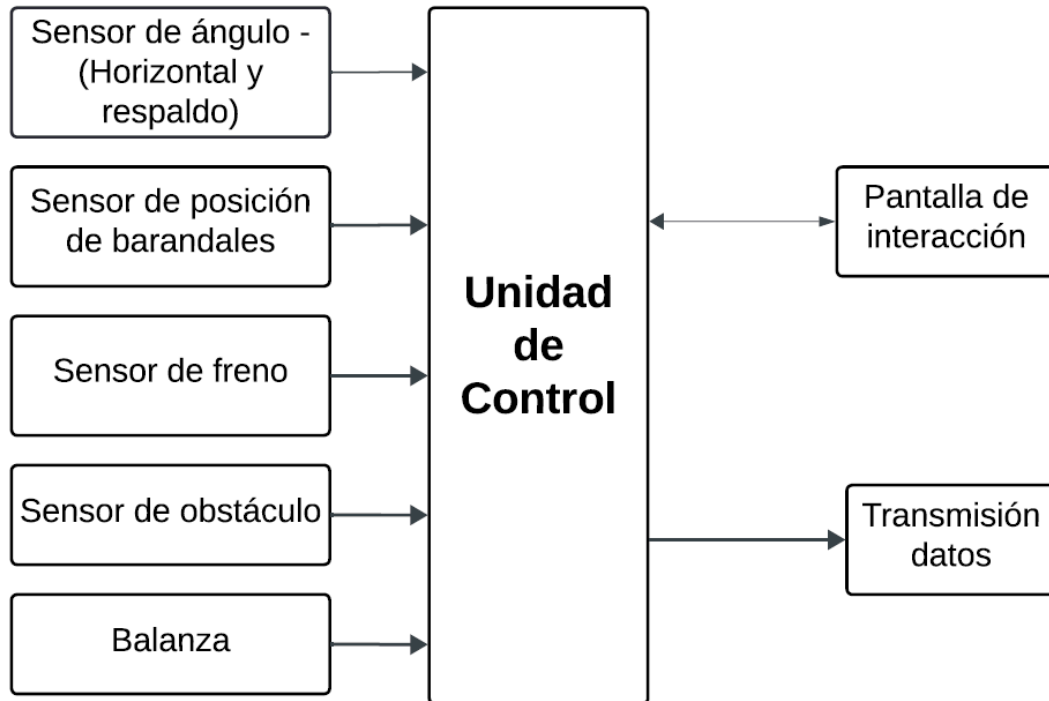 Sensor de ángulo -
(Horizontal y
respaldo)
Sensor de posición
de barandales
Sensor de freno
Sensor de obstáculo
Balanza
Unidad
de
Control
Pantalla de
interacción
Transmisión
datos